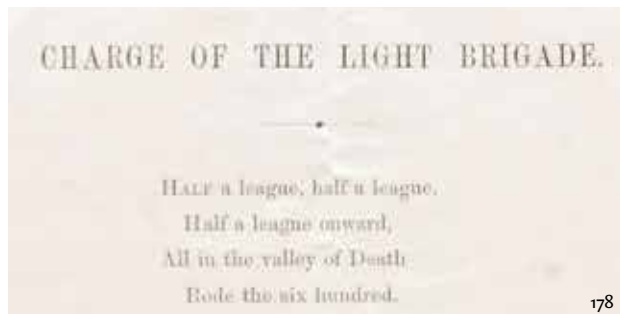 CHARGE OF THE LIGHT BRIGADE.
HALF a league, half a league,
Half a league onward,
All in the valley of Death
Rode the six hundred.
178